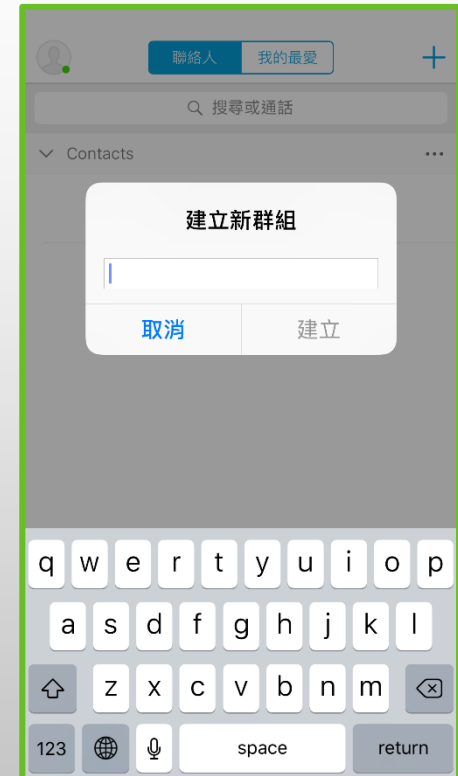 聯絡人 我的最愛
搜尋或通話
Contacts
建立新群組
取消 建立
q w e r t y u i o p
a s d f g h j k l
z x c v b n m
123 space return